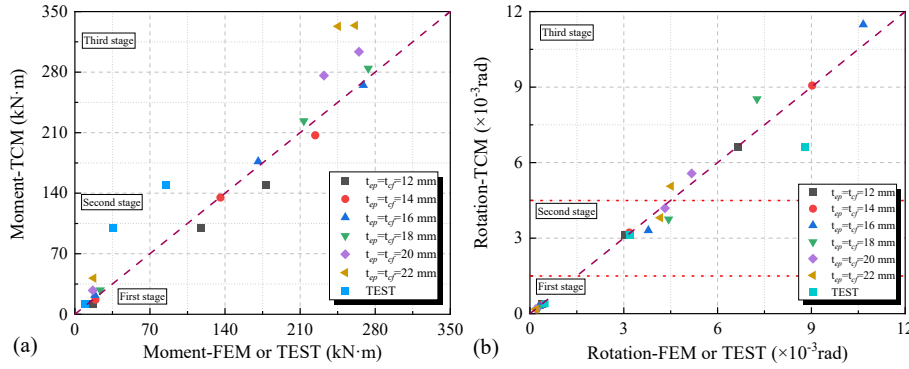 350
280
210
140
70
0
0
70
140
210
280
350
Moment-TCM (kN·m)
Moment-FEM or TEST (kN·m)
Third stage
Second stage
First stage
t_ep=t_cf=12 mm
t_ep=t_cf=14 mm
t_ep=t_cf=16 mm
t_ep=t_cf=18 mm
t_ep=t_cf=20 mm
t_ep=t_cf=22 mm
TEST
(a)
12
9
6
3
0
0
3
6
9
12
Rotation-TCM (×10⁻³rad)
Rotation-FEM or TEST (×10⁻³rad)
Third stage
Second stage
First stage
t_ep=t_cf=12 mm
t_ep=t_cf=14 mm
t_ep=t_cf=16 mm
t_ep=t_cf=18 mm
t_ep=t_cf=20 mm
t_ep=t_cf=22 mm
TEST
(b)